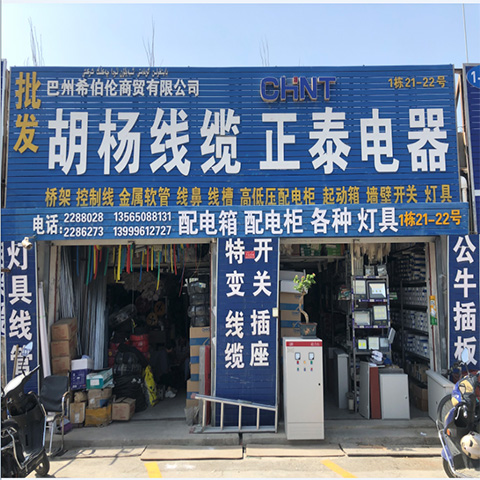 批发
巴州希伯伦商贸有限公司
CHNT
1栋21-22号
胡杨线缆 正泰电器
桥架 控制线 金属软管 线鼻 线槽 高低压配电柜 起动箱 墙壁开关 灯具
电话: 2288028 13565088131
2286273 13999612727
配电箱 配电柜 各种灯具 1栋21-22号
灯具线管
特变线缆
开关插座
公牛插板